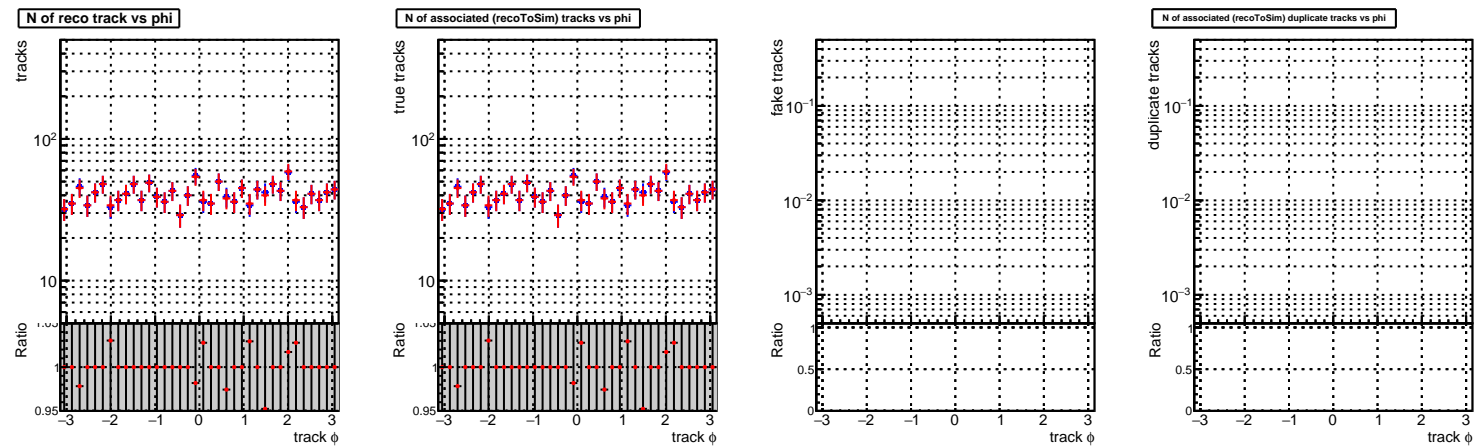 N of reco track vs phi
tracks
10²
10
Ratio
1.05
1
0.95
−3 −2 −1 0 1 2 3
track ϕ
N of associated (recoToSim) tracks vs phi
true tracks
10²
10
Ratio
1.05
1
0.95
−3 −2 −1 0 1 2 3
track ϕ
fake tracks
10⁻¹
10⁻²
10⁻³
Ratio
1
0.5
0
−3 −2 −1 0 1 2 3
track ϕ
N of associated (recoToSim) duplicate tracks vs phi
duplicate tracks
10⁻¹
10⁻²
10⁻³
Ratio
1
0.5
0
−3 −2 −1 0 1 2 3
track ϕ